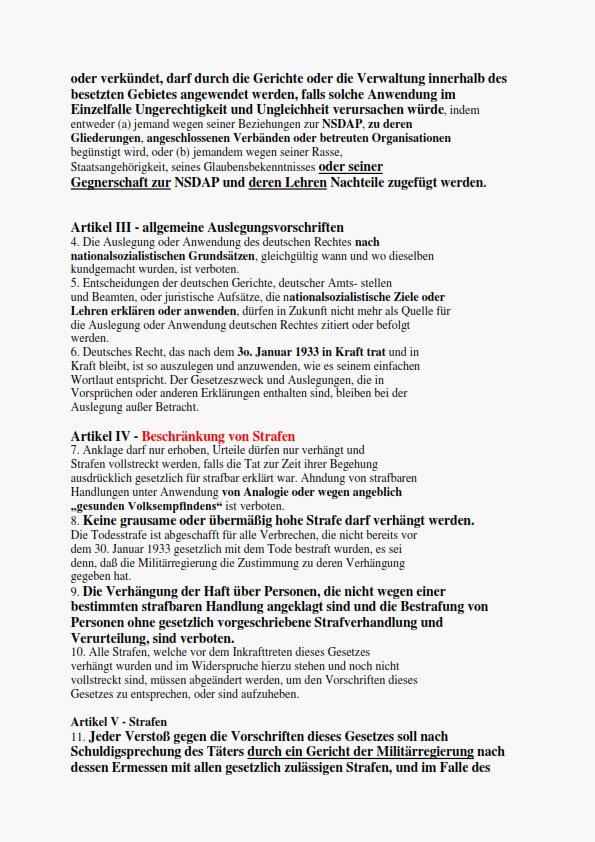 oder verkündet, darf durch die Gerichte oder die Verwaltung innerhalb des
besetzten Gebietes angewendet werden, falls solche Anwendung im
Einzelfalle Ungerechtigkeit und Ungleichheit verursachen würde, indem
entweder (a) jemand wegen seiner Beziehungen zur NSDAP, zu deren
Gliederungen, angeschlossenen Verbänden oder betreuten Organisationen
begünstigt wird, oder (b) jemandem wegen seiner Rasse,
Staatsangehörigkeit, seines Glaubensbekenntnisses oder seiner
Gegnerschaft zur NSDAP und deren Lehren Nachteile zugefügt werden.
Artikel III - allgemeine Auslegungsvorschriften
4. Die Auslegung oder Anwendung des deutschen Rechtes nach
nationalsozialistischen Grundsätzen, gleichgültig wann und wo dieselben
kundgemacht wurden, ist verboten.
5. Entscheidungen der deutschen Gerichte, deutscher Amts- stellen
und Beamten, oder juristische Aufsätze, die nationalsozialistische Ziele oder
Lehren erklären oder anwenden, dürfen in Zukunft nicht mehr als Quelle für
die Auslegung oder Anwendung deutschen Rechtes zitiert oder befolgt
werden.
6. Deutsches Recht, das nach dem 3o. Januar 1933 in Kraft trat und in
Kraft bleibt, ist so auszulegen und anzuwenden, wie es seinem einfachen
Wortlaut entspricht. Der Gesetzeszweck und Auslegungen, die in
Vorsprüchen oder anderen Erklärungen enthalten sind, bleiben bei der
Auslegung außer Betracht.
Artikel IV - Beschränkung von Strafen
7. Anklage darf nur erhoben, Urteile dürfen nur verhängt und
Strafen vollstreckt werden, falls die Tat zur Zeit ihrer Begehung
ausdrücklich gesetzlich für strafbar erklärt war. Ahndung von strafbaren
Handlungen unter Anwendung von Analogie oder wegen angeblich
„gesunden Volksempfindens“ ist verboten.
8. Keine grausame oder übermäßig hohe Strafe darf verhängt werden.
Die Todesstrafe ist abgeschafft für alle Verbrechen, die nicht bereits vor
dem 30. Januar 1933 gesetzlich mit dem Tode bestraft wurden, es sei
denn, daß die Militärregierung die Zustimmung zu deren Verhängung
gegeben hat.
9. Die Verhängung der Haft über Personen, die nicht wegen einer
bestimmten strafbaren Handlung angeklagt sind und die Bestrafung von
Personen ohne gesetzlich vorgeschriebene Strafverhandlung und
Verurteilung, sind verboten.
10. Alle Strafen, welche vor dem Inkrafttreten dieses Gesetzes
verhängt wurden und im Widerspruche hierzu stehen und noch nicht
vollstreckt sind, müssen abgeändert werden, um den Vorschriften dieses
Gesetzes zu entsprechen, oder sind aufzuheben.
Artikel V - Strafen
11. Jeder Verstoß gegen die Vorschriften dieses Gesetzes soll nach
Schuldigsprechung des Täters durch ein Gericht der Militärregierung nach
dessen Ermessen mit allen gesetzlich zulässigen Strafen, und im Falle des